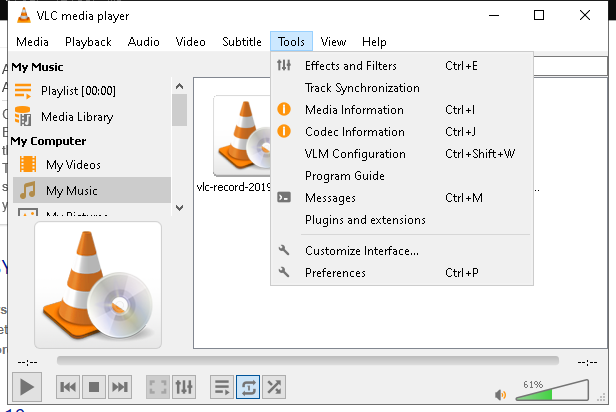 VLC media player
Media Playback Audio Video Subtitle Tools View Help
My Music
Playlist [00:00]
Media Library
My Computer
My Videos
My Music
My Pictures
vlc-record-2019
Effects and Filters Ctrl+E
Track Synchronization
Media Information Ctrl+I
Codec Information Ctrl+J
VLM Configuration Ctrl+Shift+W
Program Guide
Messages Ctrl+M
Plugins and extensions
Customize Interface...
Preferences Ctrl+P
--:-- --:--
61%